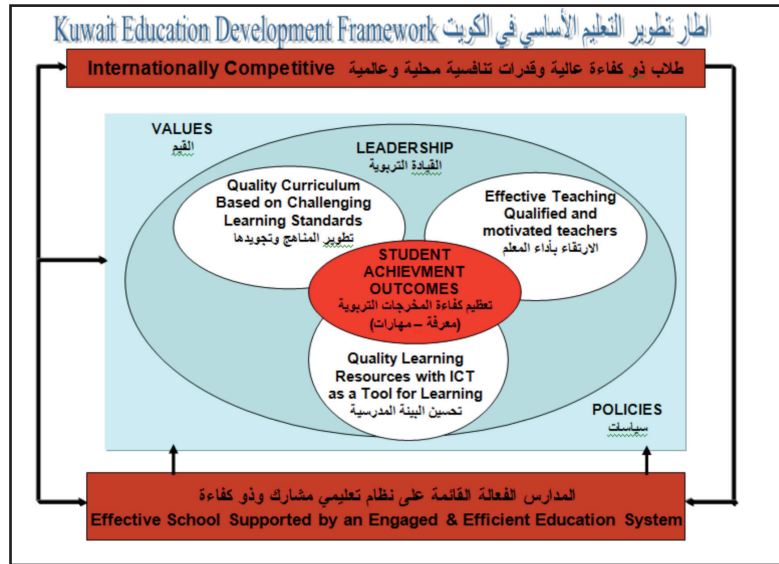 Kuwait Education Development Framework اطار تطوير التعليم الأساسي في الكويت
Internationally Competitive طلاب ذو كفاءة عالية وقدرات تنافسية محلية وعالمية
VALUES
القيم
LEADERSHIP
القيادة التربوية
Quality Curriculum
Based on Challenging
Learning Standards
تطوير المناهج وتجويدها
Effective Teaching
Qualified and
motivated teachers
الارتقاء بأداء المعلم
STUDENT
ACHIEVMENT
OUTCOMES
تعظيم كفاءة المخرجات التربوية
(معرفة – مهارات)
Quality Learning
Resources with ICT
as a Tool for Learning
تحسين البيئة المدرسية
POLICIES
سياسات
المدارس الفعالة القائمة على نظام تعليمي مشارك وذو كفاءة
Effective School Supported by an Engaged & Efficient Education System